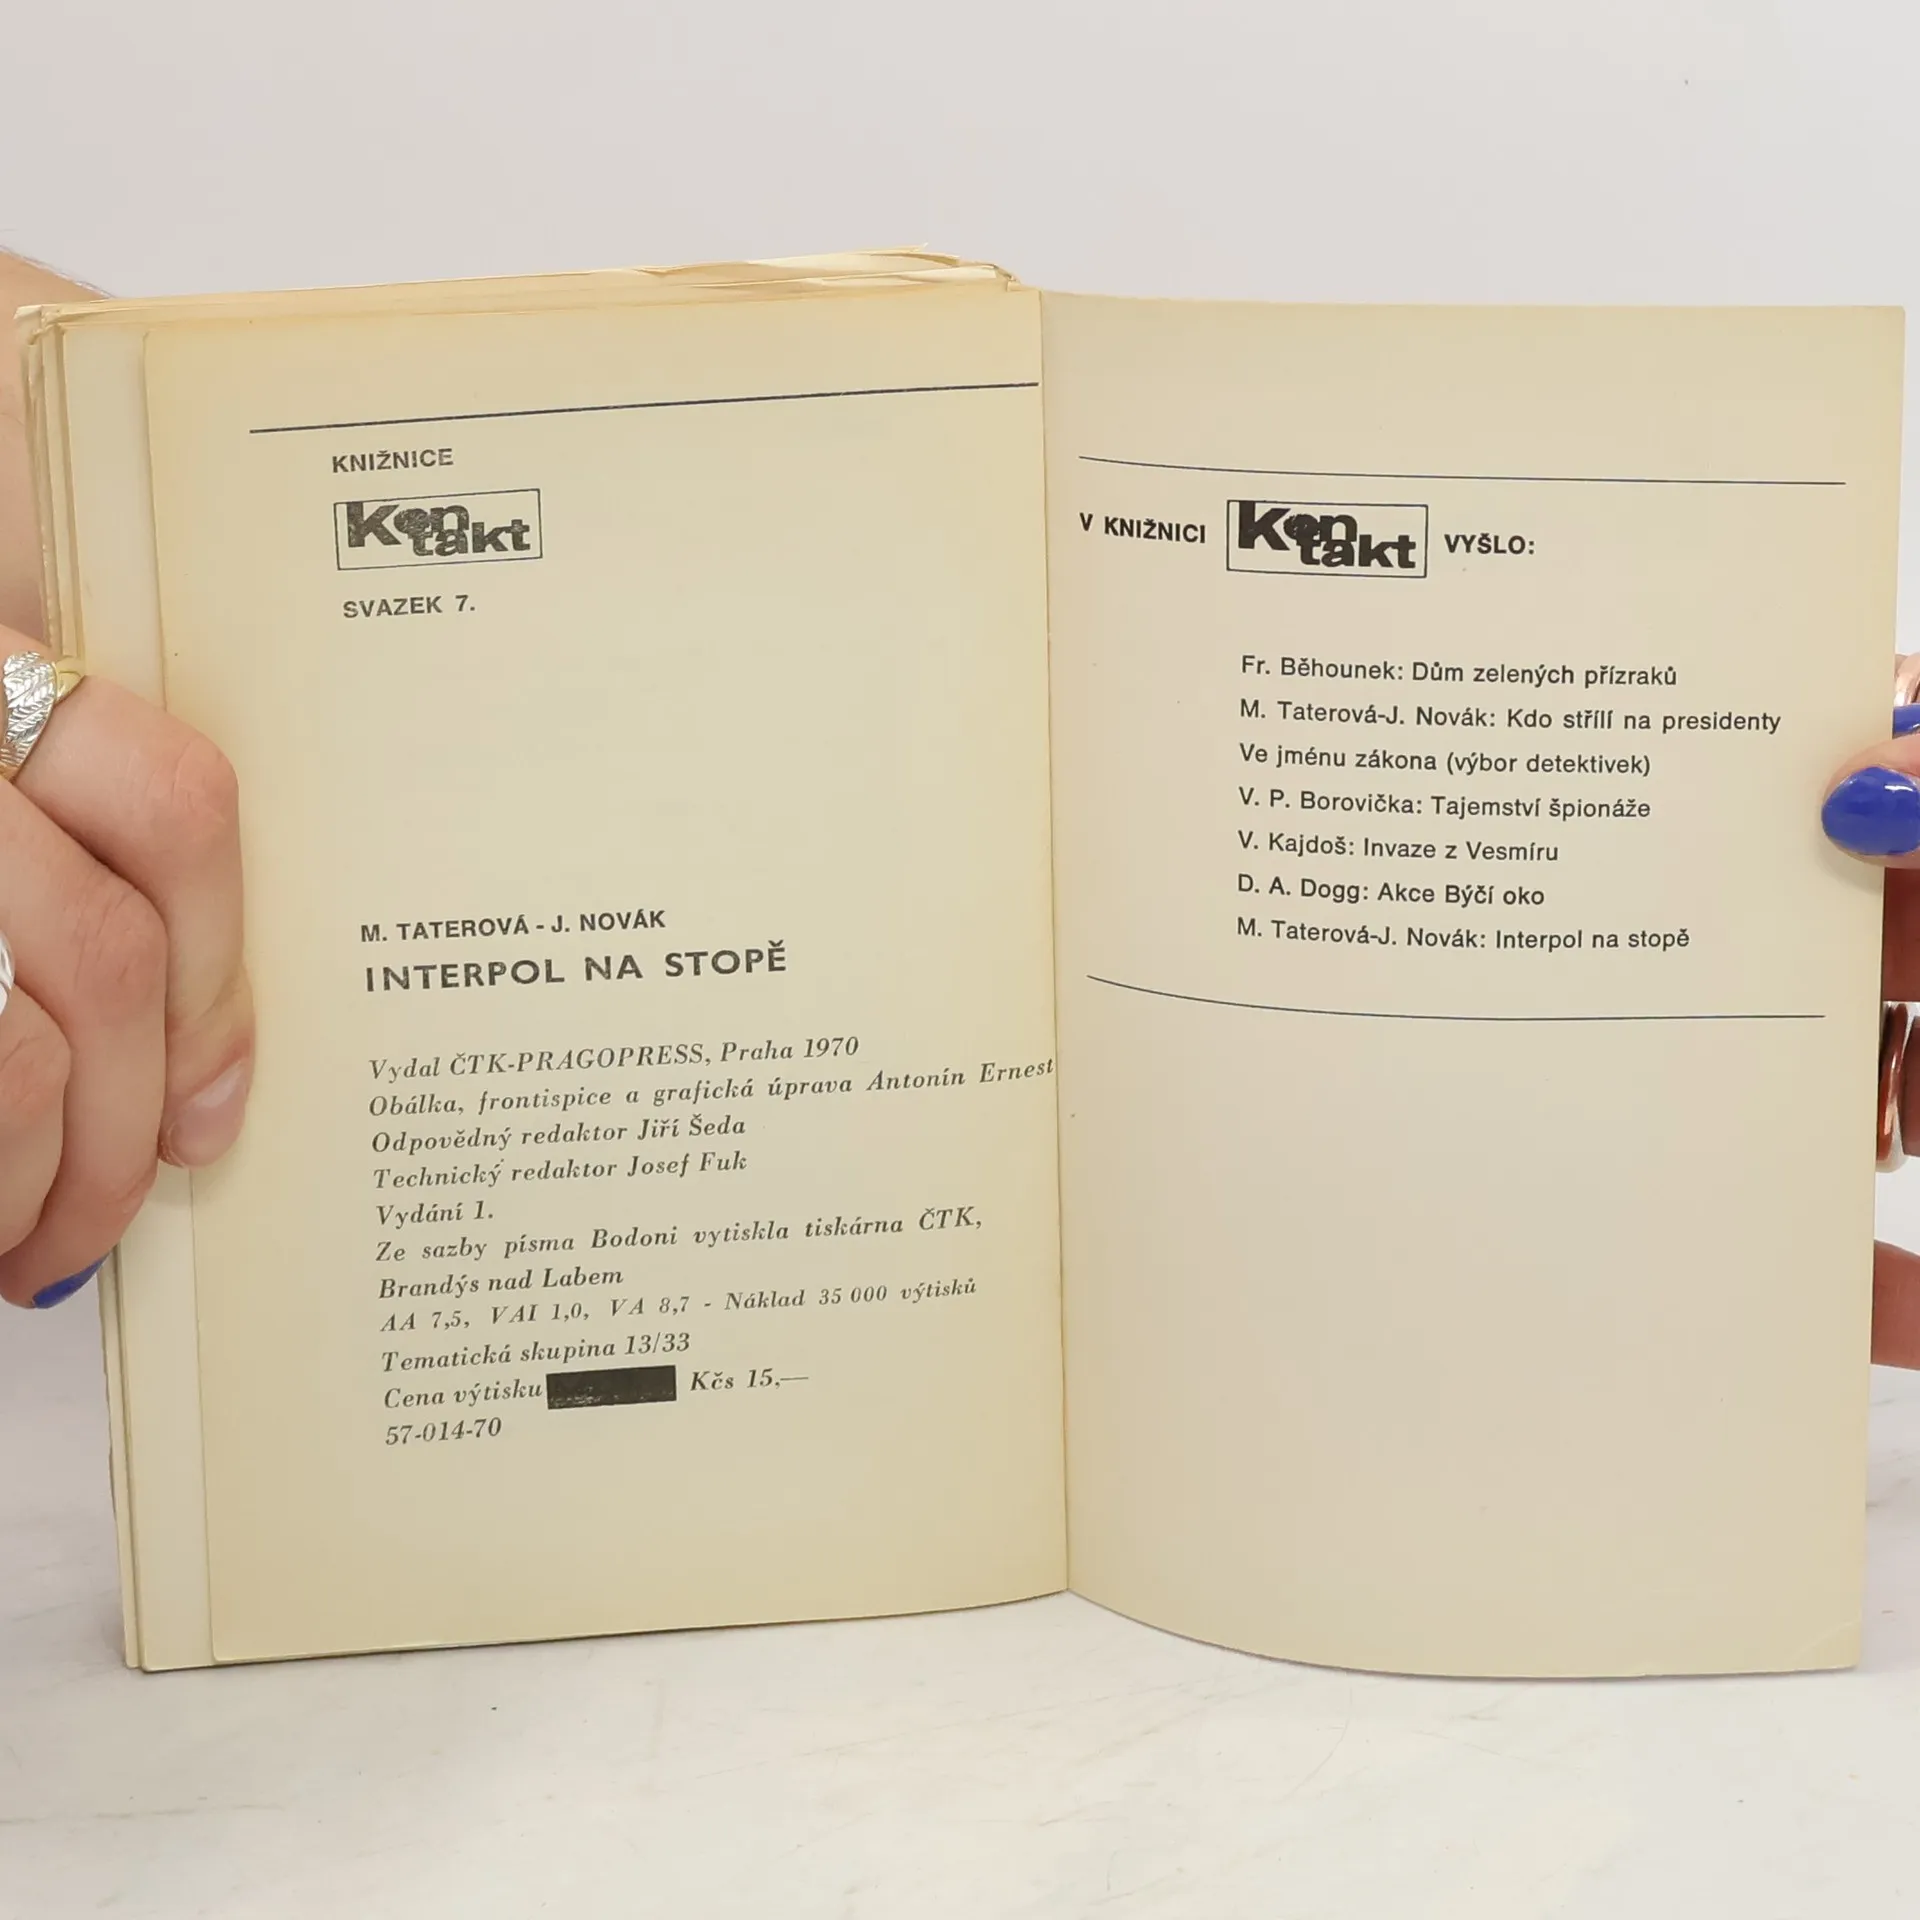 KNIŽNICE
Kontakt
SVAZEK 7.
M. TATEROVÁ - J. NOVÁK
INTERPOL NA STOPĚ
Vydal ČTK-PRAGOPRESS, Praha 1970
Obálka, frontispice a grafická úprava Antonín Ernest
Odpovědný redaktor Jiří Šeda
Technický redaktor Josef Fuk
Vydání 1.
Ze sazby písma Bodoni vytiskla tiskárna ČTK,
Brandýs nad Labem
AA 7,5, VAI 1,0, VA 8,7 - Náklad 35 000 výtisků
Tematická skupina 13/33
Cena výtisku Kčs 15,—
57-014-70
V KNIŽNICI Kontakt VYŠLO:
Fr. Běhounek: Dům zelených přízraků
M. Taterová-J. Novák: Kdo střílí na presidenty
Ve jménu zákona (výbor detektivek)
V. P. Borovička: Tajemství špionáže
V. Kajdoš: Invaze z Vesmíru
D. A. Dogg: Akce Býčí oko
M. Taterová-J. Novák: Interpol na stopě